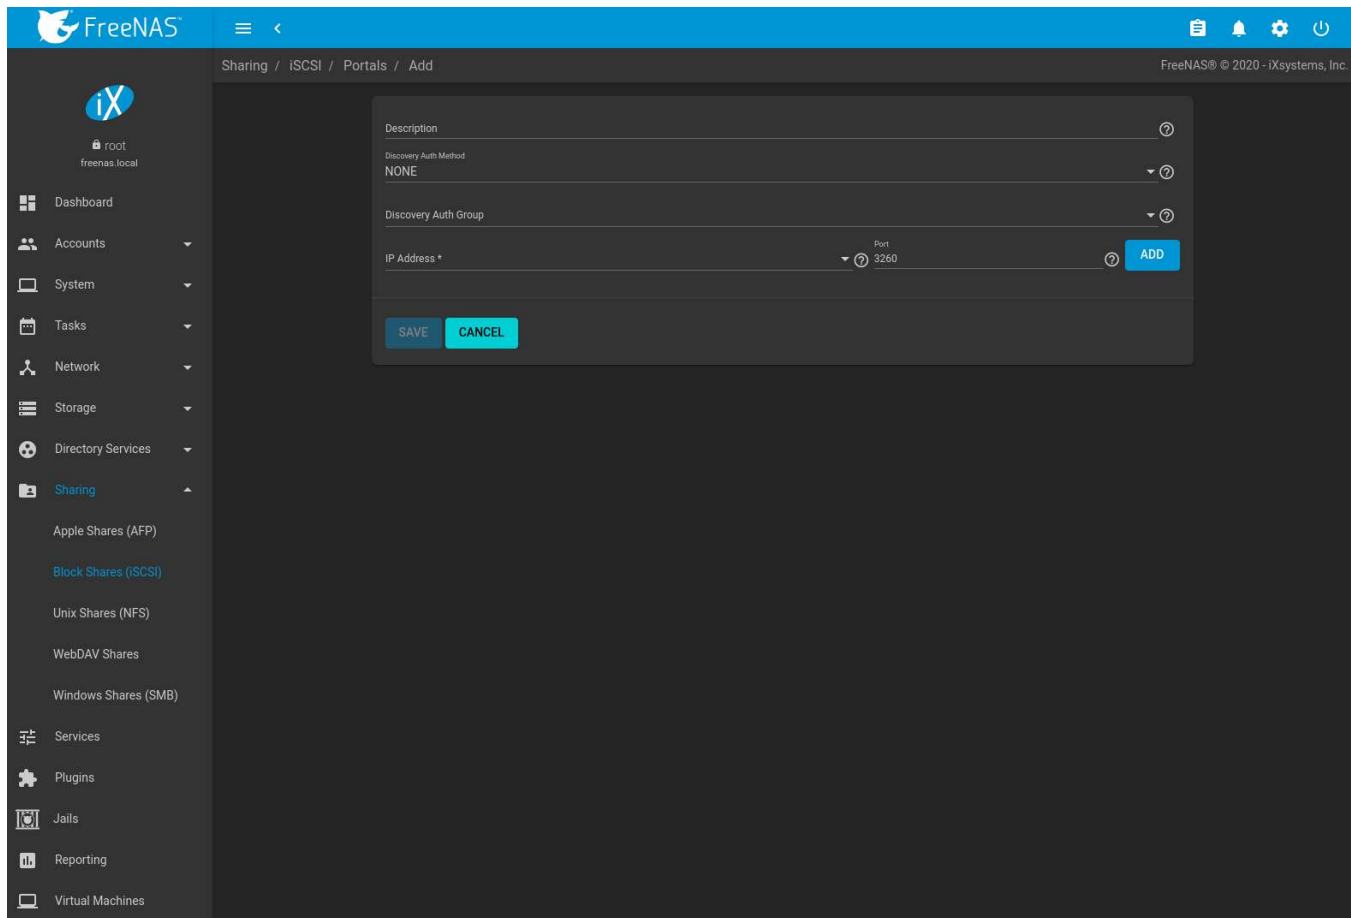 FreeNAS
Sharing / iSCSI / Portals / Add
FreeNAS® © 2020 - iXsystems, Inc.
iX
root
freenas.local
Dashboard
Accounts
System
Tasks
Network
Storage
Directory Services
Sharing
Apple Shares (AFP)
Block Shares (iSCSI)
Unix Shares (NFS)
WebDAV Shares
Windows Shares (SMB)
Services
Plugins
Jails
Reporting
Virtual Machines
Description
Discovery Auth Method
NONE
Discovery Auth Group
IP Address *
Port
3260
ADD
SAVE CANCEL